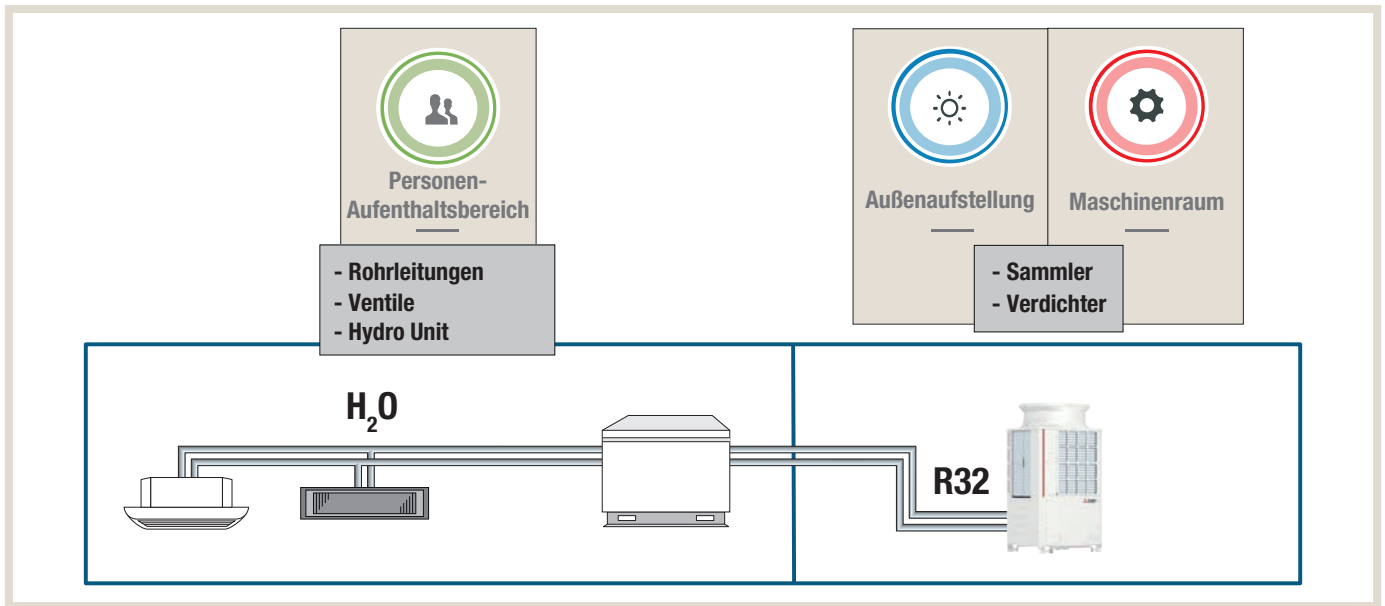 Personen-
Aufenthaltsbereich
- Rohrleitungen
- Ventile
- Hydro Unit
Außenaufstellung
Maschinenraum
- Sammler
- Verdichter
H₂O
R32